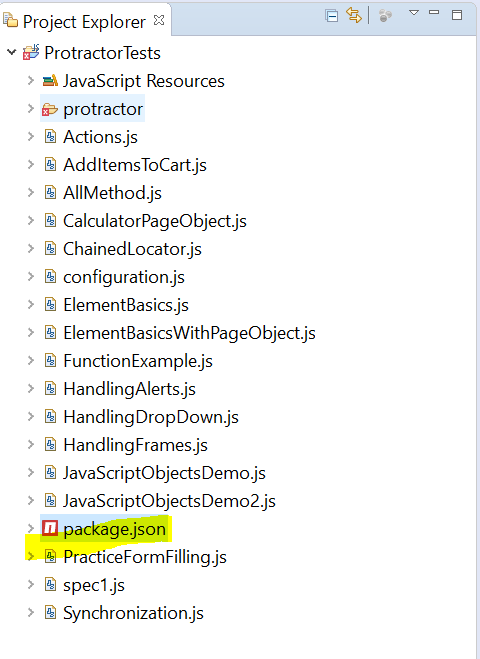 Project Explorer
ProtractorTests
JavaScript Resources
protractor
Actions.js
AddItemsToCart.js
AllMethod.js
CalculatorPageObject.js
ChainedLocator.js
configuration.js
ElementBasics.js
ElementBasicsWithPageObject.js
FunctionExample.js
HandlingAlerts.js
HandlingDropDown.js
HandlingFrames.js
JavaScriptObjectsDemo.js
JavaScriptObjectsDemo2.js
package.json
PracticeFormFilling.js
spec1.js
Synchronization.js